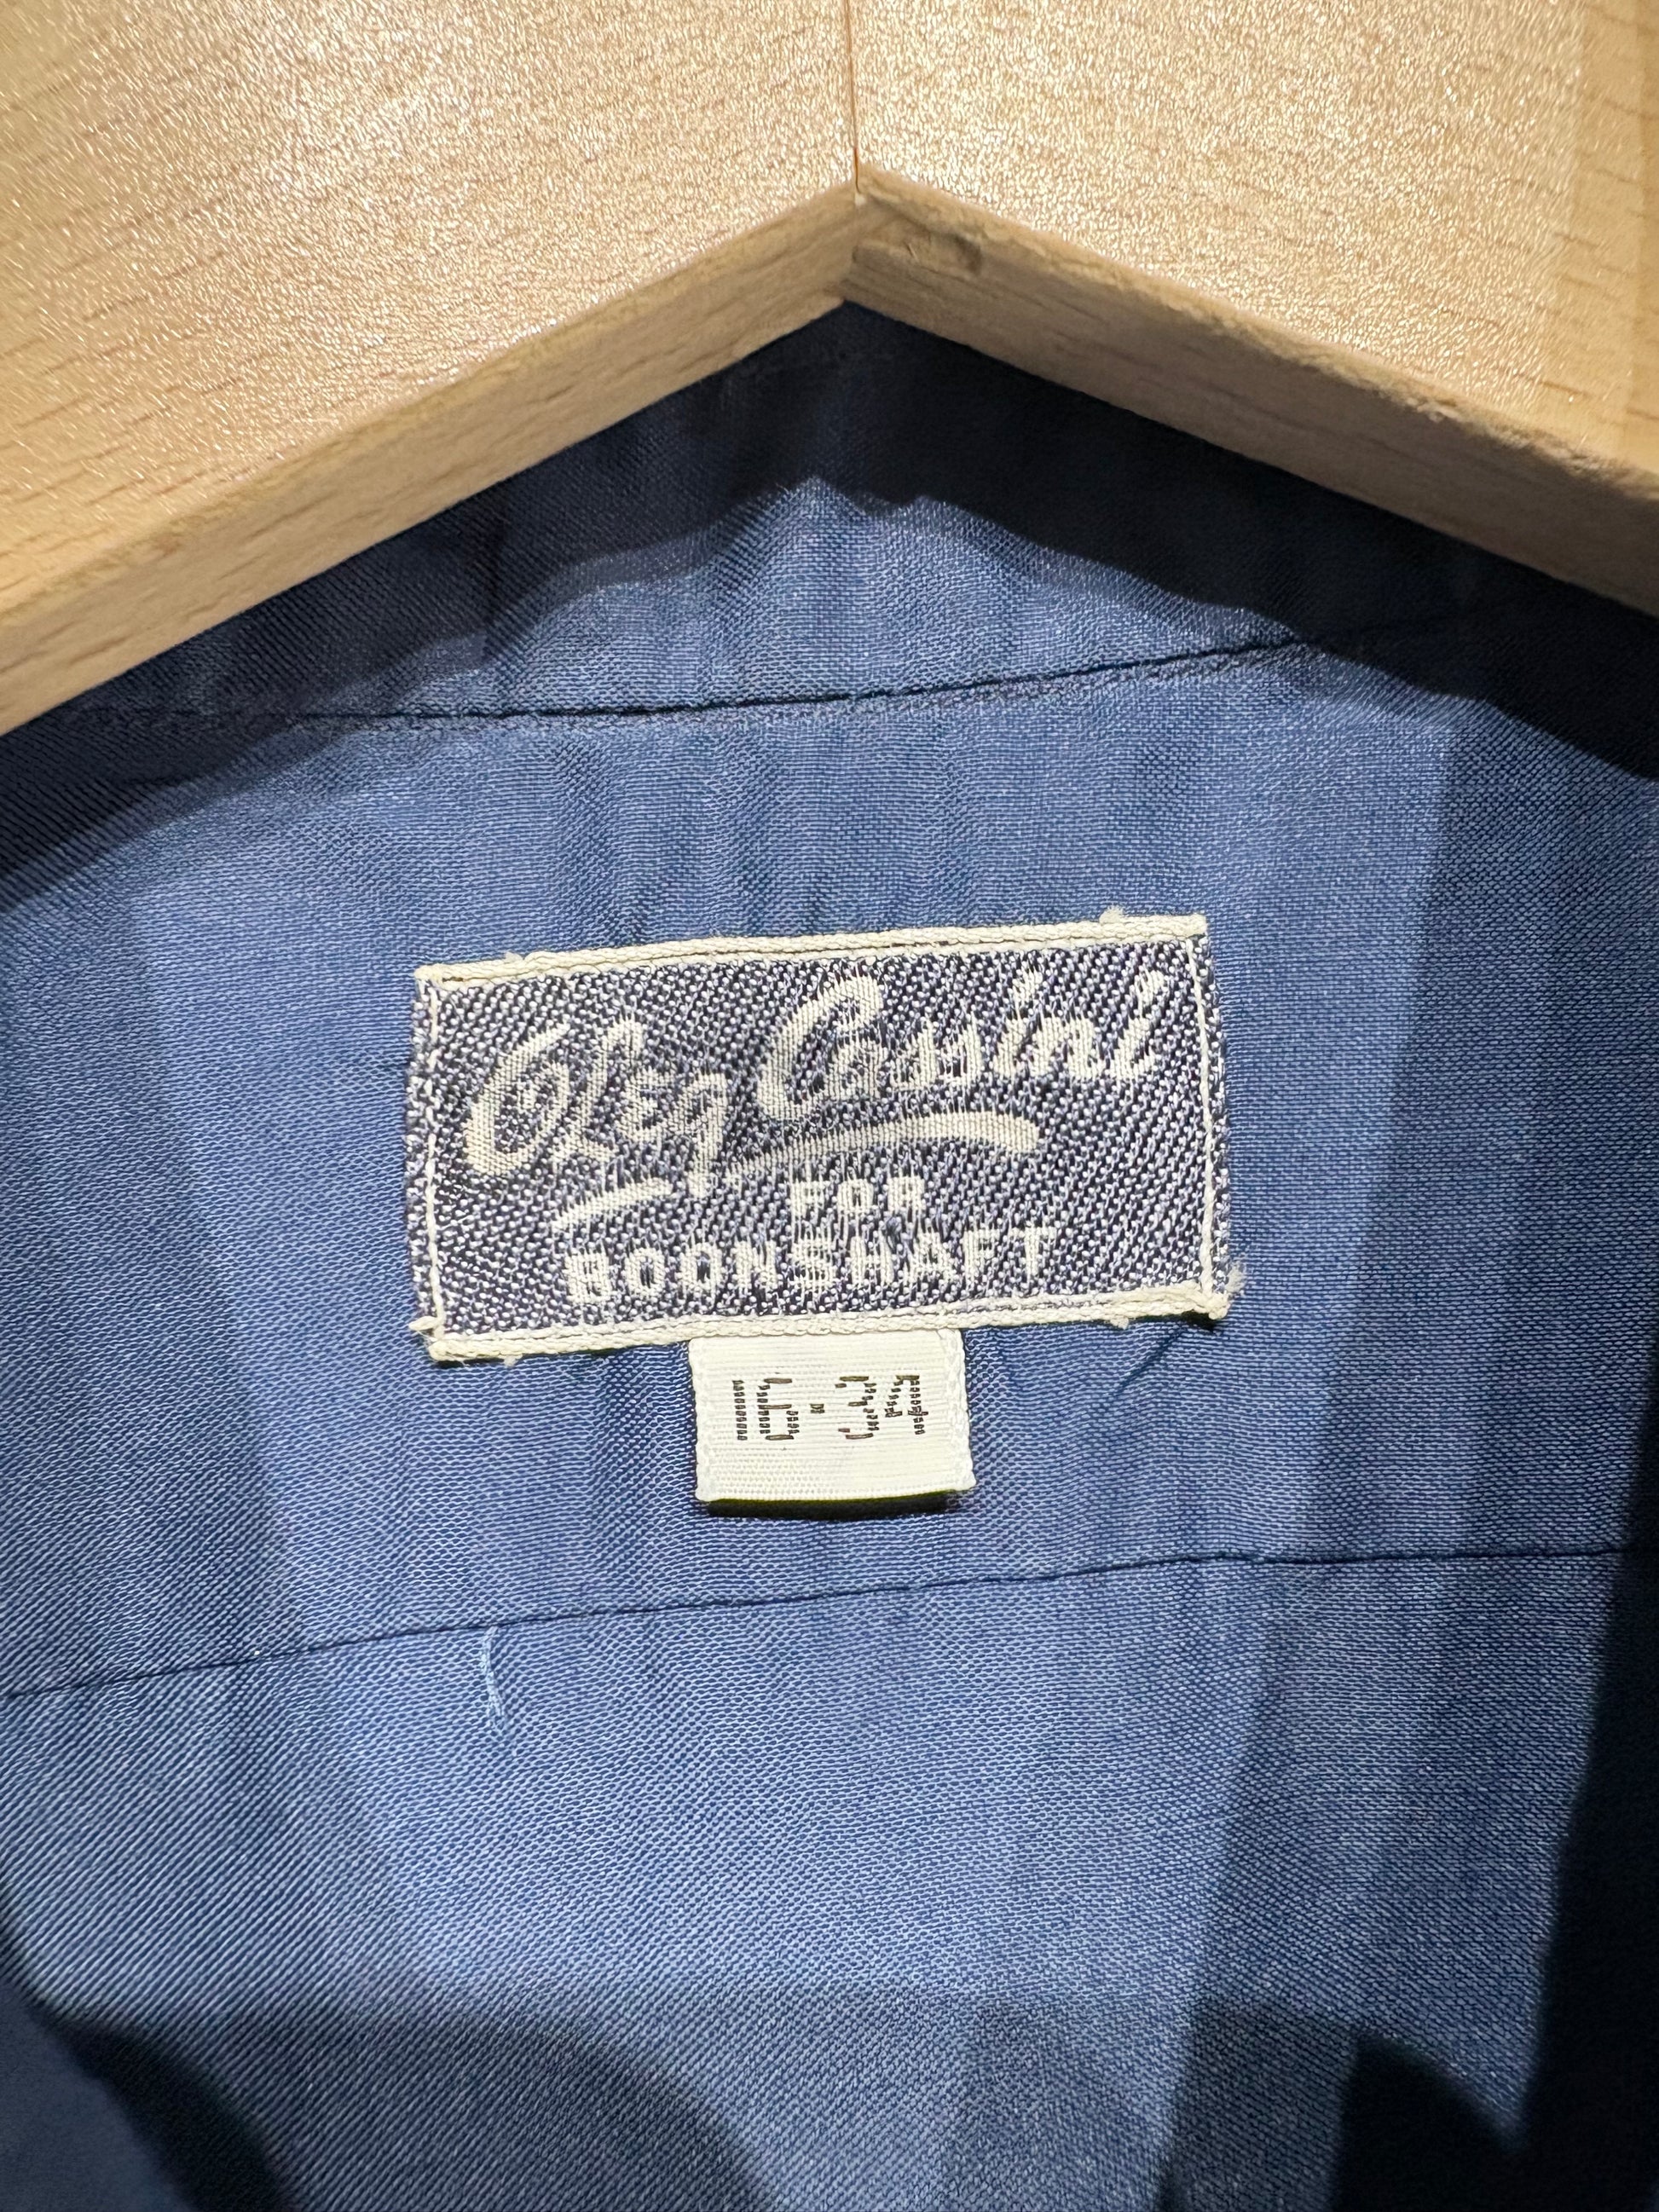 Oleg Cassini
FOR
BOONSHAFT
16-34